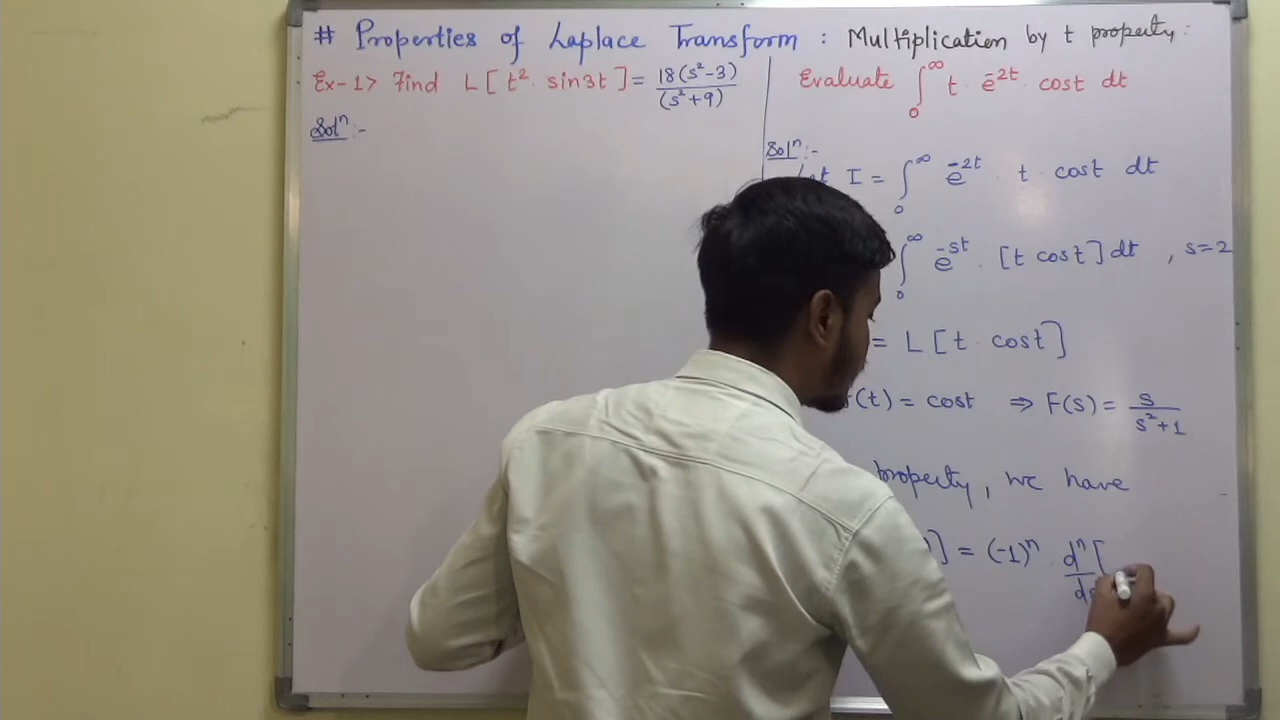 # Properties of Laplace Transform : Multiplication by t property :
Ex-1> Find L[t² · sin3t] = 18(s²-3)/(s²+9)
Solⁿ :-
Evaluate ∫₀^∞ t · e^-2t · cost dt
Solⁿ :-
I = ∫₀^∞ e^-2t · t cost dt
∫₀^∞ e^-st · [t cost] dt , s=2
= L[t · cost]
(t) = cost ⇒ F(s) = s/(s²+1)
property, we have
] = (-1)ⁿ · dⁿ[